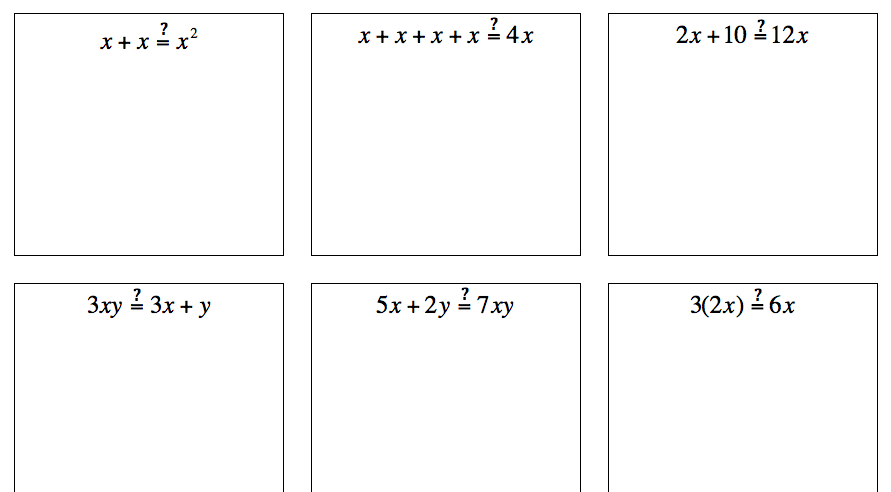 x + x ≟ x²
x + x + x + x ≟ 4x
2x + 10 ≟ 12x
3xy ≟ 3x + y
5x + 2y ≟ 7xy
3(2x) ≟ 6x